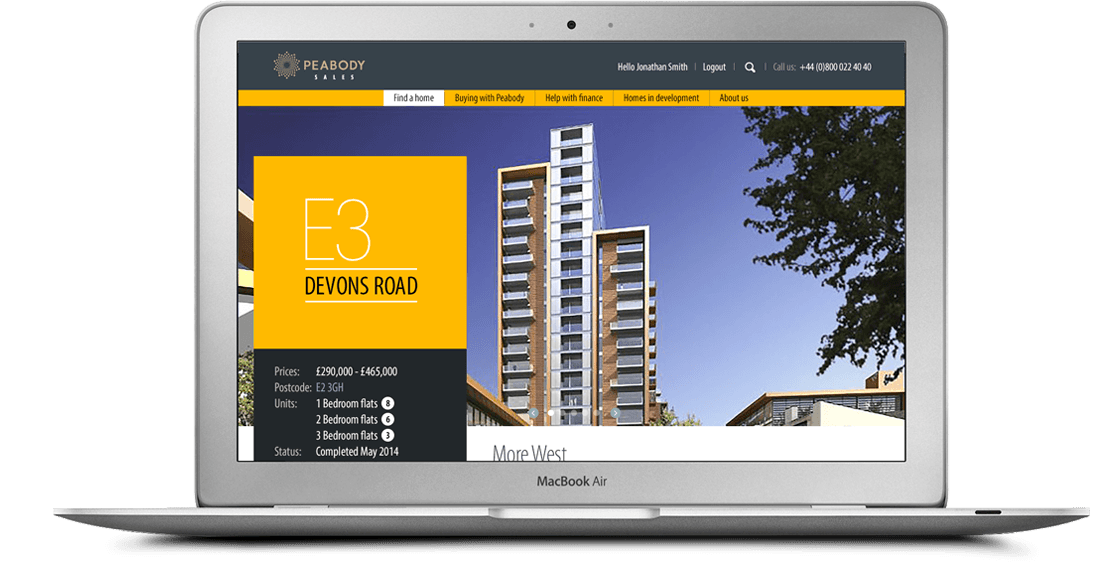 PEABODY
SALES
Hello Jonathan Smith | Logout | Call us: +44 (0)800 022 40 40
Find a home Buying with Peabody Help with finance Homes in development About us
E3
DEVONS ROAD
Prices: £290,000 - £465,000
Postcode: E2 3GH
Units: 1 Bedroom flats 8
2 Bedroom flats 6
3 Bedroom flats 3
Status: Completed May 2014
More West
MacBook Air